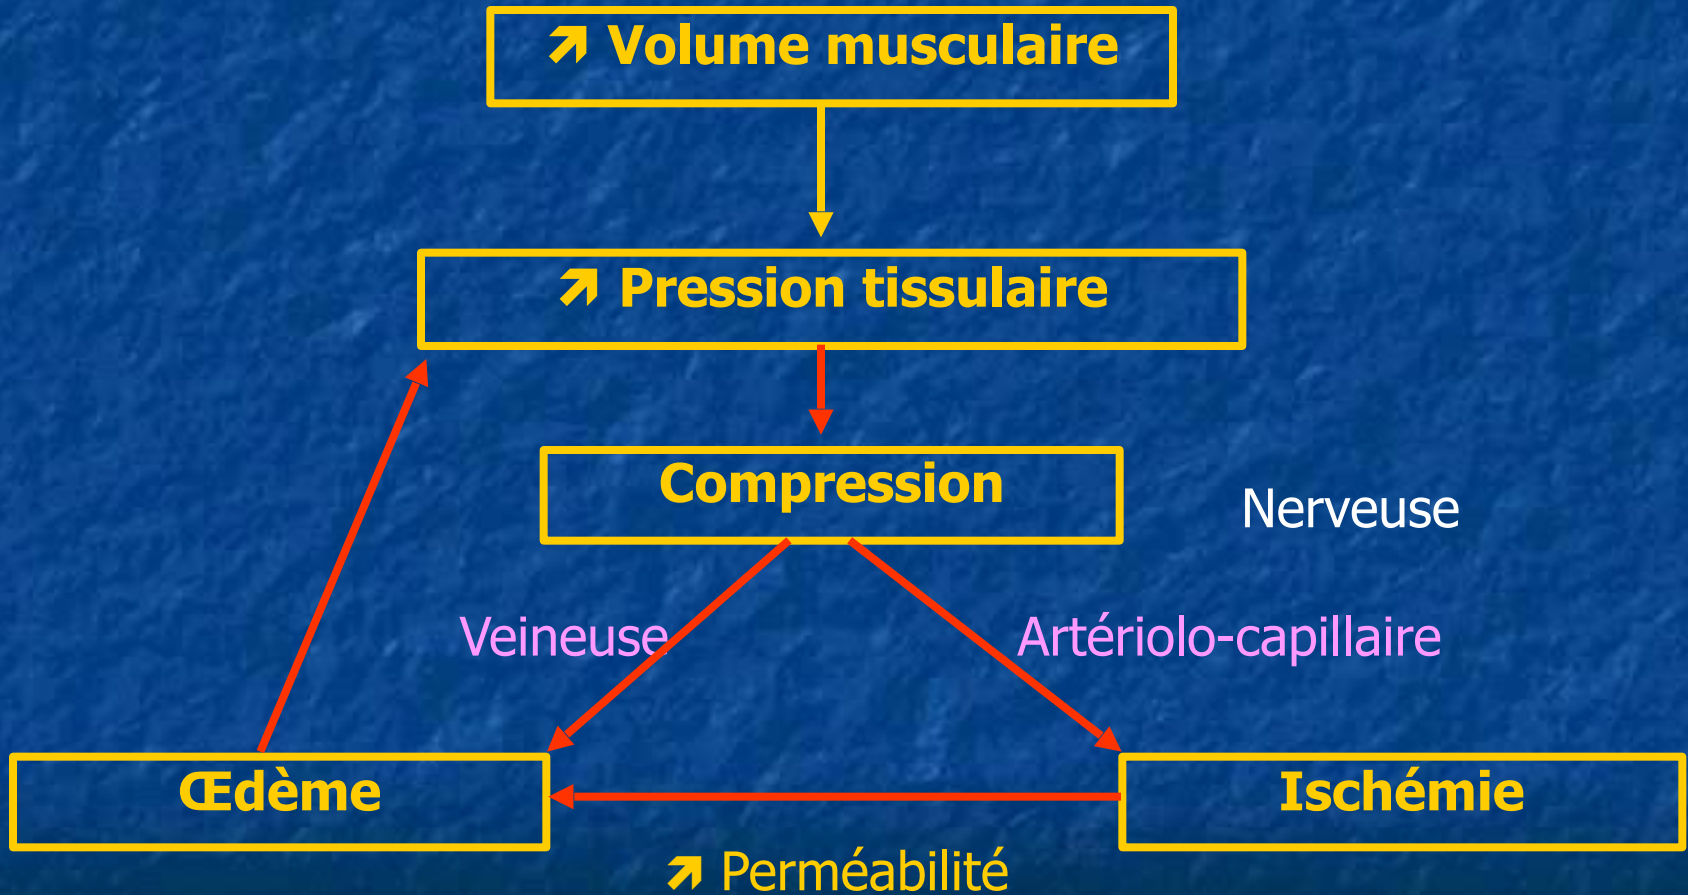 ↗ Volume musculaire
↗ Pression tissulaire
Compression
Nerveuse
Veineuse
Artériolo-capillaire
Œdème
Ischémie
↗ Perméabilité